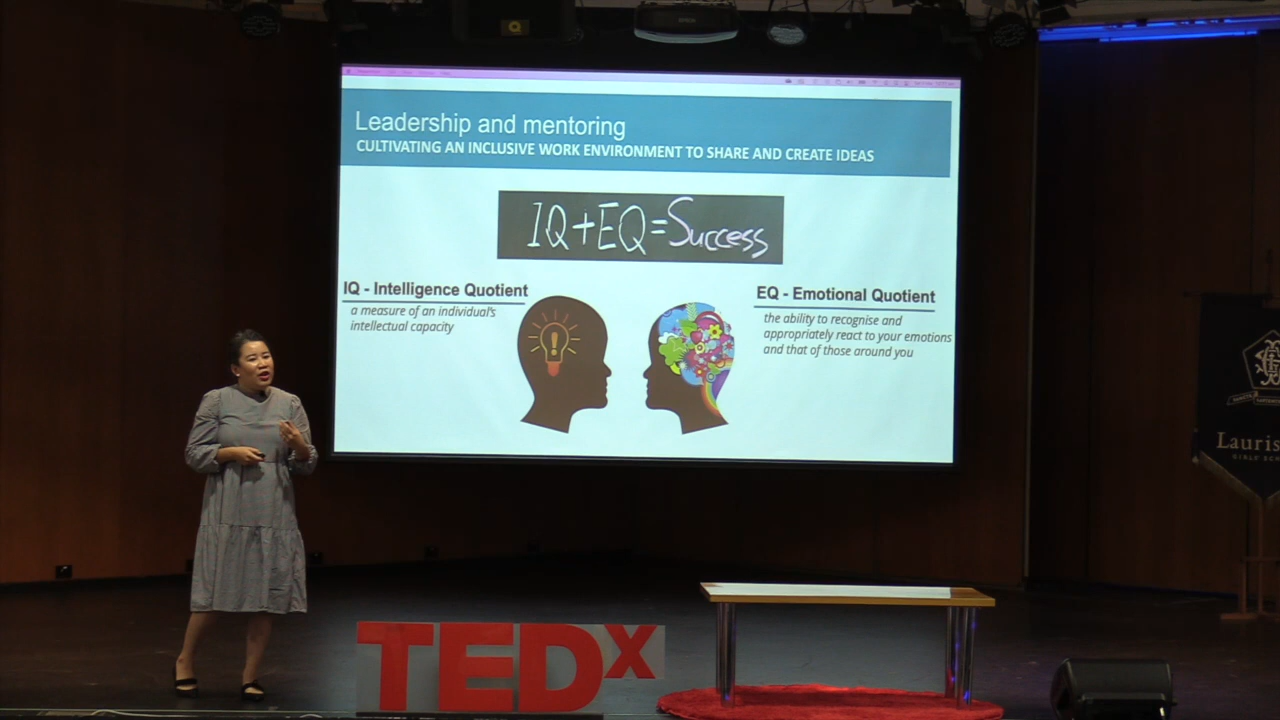 Leadership and mentoring
CULTIVATING AN INCLUSIVE WORK ENVIRONMENT TO SHARE AND CREATE IDEAS
IQ+EQ=Success
IQ - Intelligence Quotient
a measure of an individual's
intellectual capacity
EQ - Emotional Quotient
the ability to recognise and
appropriately react to your emotions
and that of those around you
EPSON
TEDx